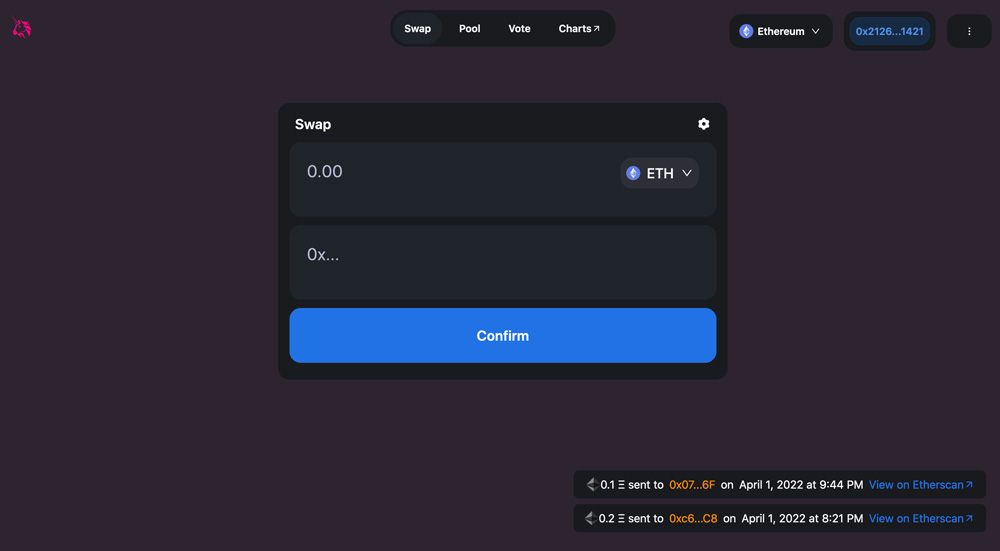 Swap Pool Vote Charts↗ Ethereum 0x2126...1421
Swap
0.00 ETH
0x...
Confirm
0.1 Ξ sent to 0x07...6F on April 1, 2022 at 9:44 PM View on Etherscan↗
0.2 Ξ sent to 0xc6...C8 on April 1, 2022 at 8:21 PM View on Etherscan↗